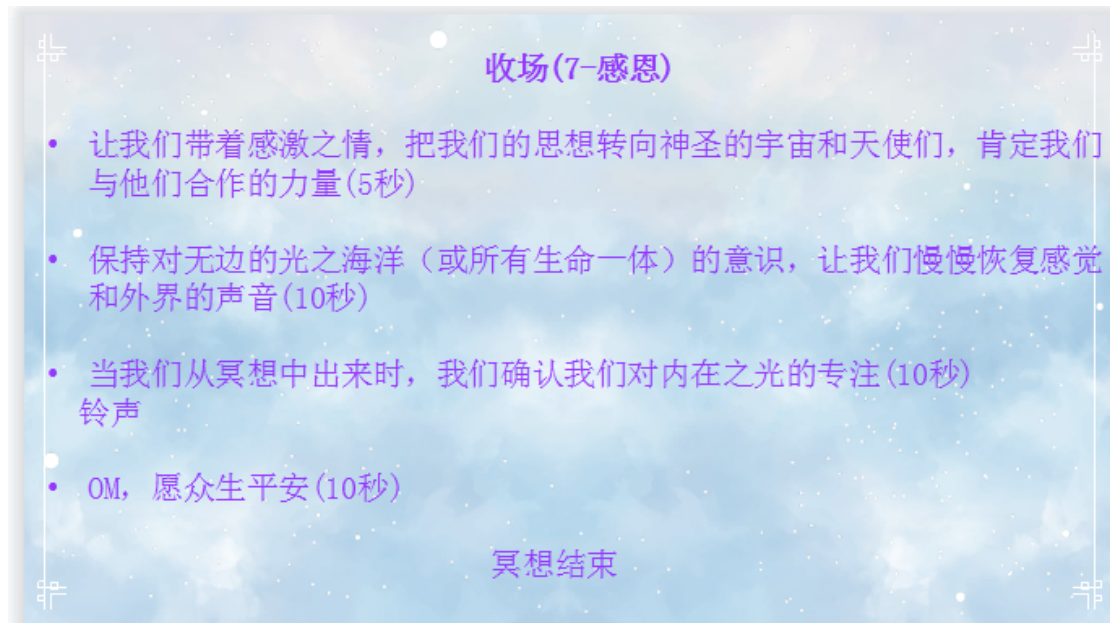 收场(7-感恩)
• 让我们带着感激之情，把我们的思想转向神圣的宇宙和天使们，肯定我们
与他们合作的力量(5秒)
• 保持对无边的光之海洋（或所有生命一体）的意识，让我们慢慢恢复感觉
和外界的声音(10秒)
• 当我们从冥想中出来时，我们确认我们对内在之光的专注(10秒)
铃声
• OM，愿众生平安(10秒)
冥想结束